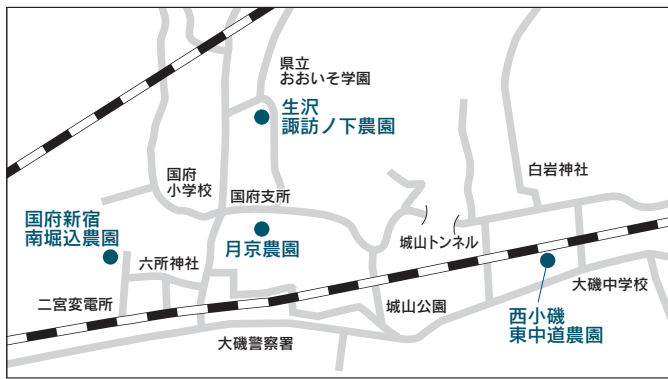 県立
おおいそ学園
生沢
諏訪ノ下農園
国府
小学校
国府支所
白岩神社
国府新宿
南堀込農園
月京農園
城山トンネル
六所神社
二宮変電所
城山公園
大磯中学校
西小磯
東中道農園
大磯警察署